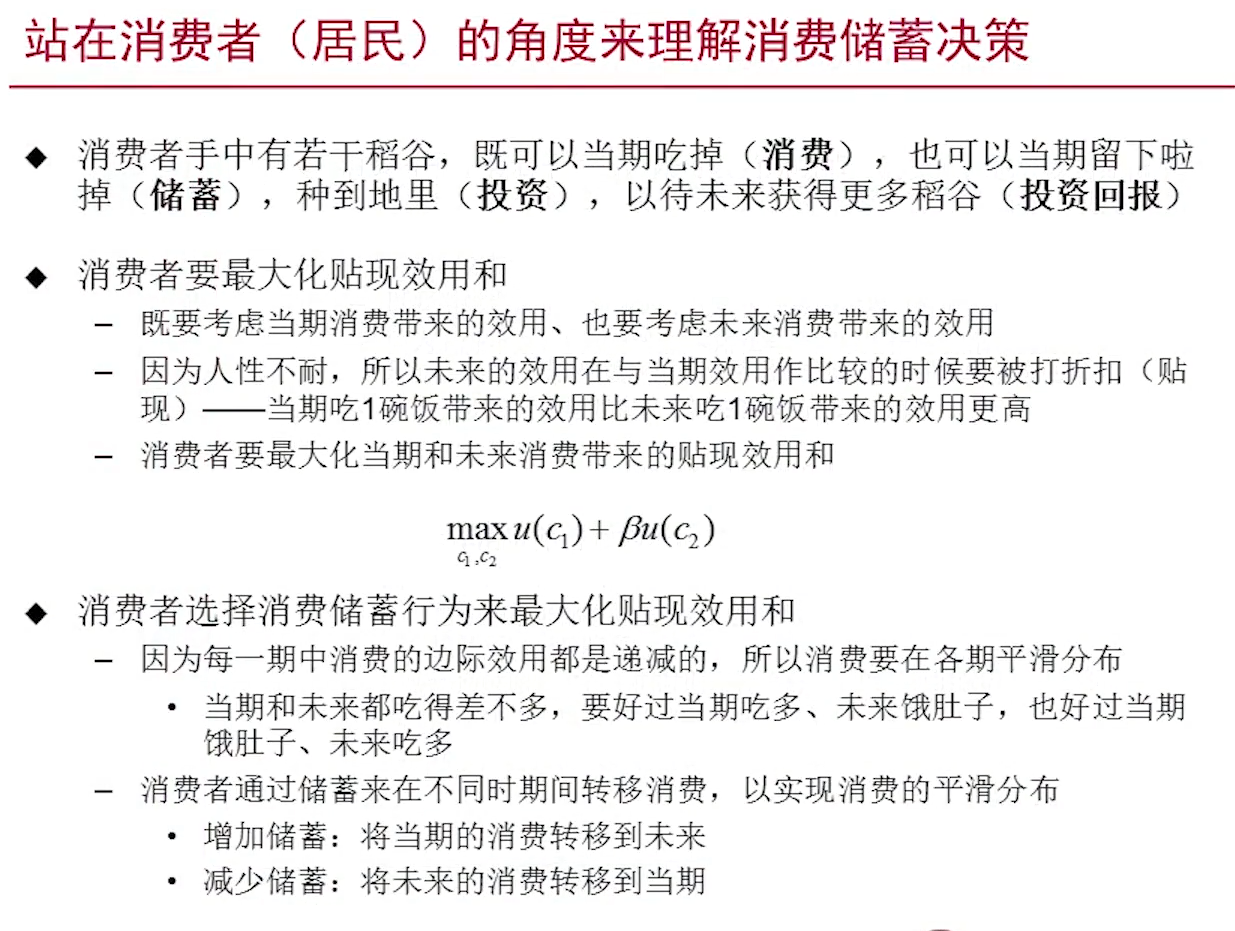 站在消费者（居民）的角度来理解消费储蓄决策
◆ 消费者手中有若干稻谷，既可以当期吃掉（消费），也可以当期留下啦
掉（储蓄），种到地里（投资），以待未来获得更多稻谷（投资回报）
◆ 消费者要最大化贴现效用和
– 既要考虑当期消费带来的效用、也要考虑未来消费带来的效用
– 因为人性不耐，所以未来的效用在与当期效用作比较的时候要被打折扣（贴
现）——当期吃1碗饭带来的效用比未来吃1碗饭带来的效用更高
– 消费者要最大化当期和未来消费带来的贴现效用和
max u(c₁) + βu(c₂)
c₁,c₂
◆ 消费者选择消费储蓄行为来最大化贴现效用和
– 因为每一期中消费的边际效用都是递减的，所以消费要在各期平滑分布
• 当期和未来都吃得差不多，要好过当期吃多、未来饿肚子，也好过当期
饿肚子、未来吃多
– 消费者通过储蓄来在不同时期间转移消费，以实现消费的平滑分布
• 增加储蓄：将当期的消费转移到未来
• 减少储蓄：将未来的消费转移到当期